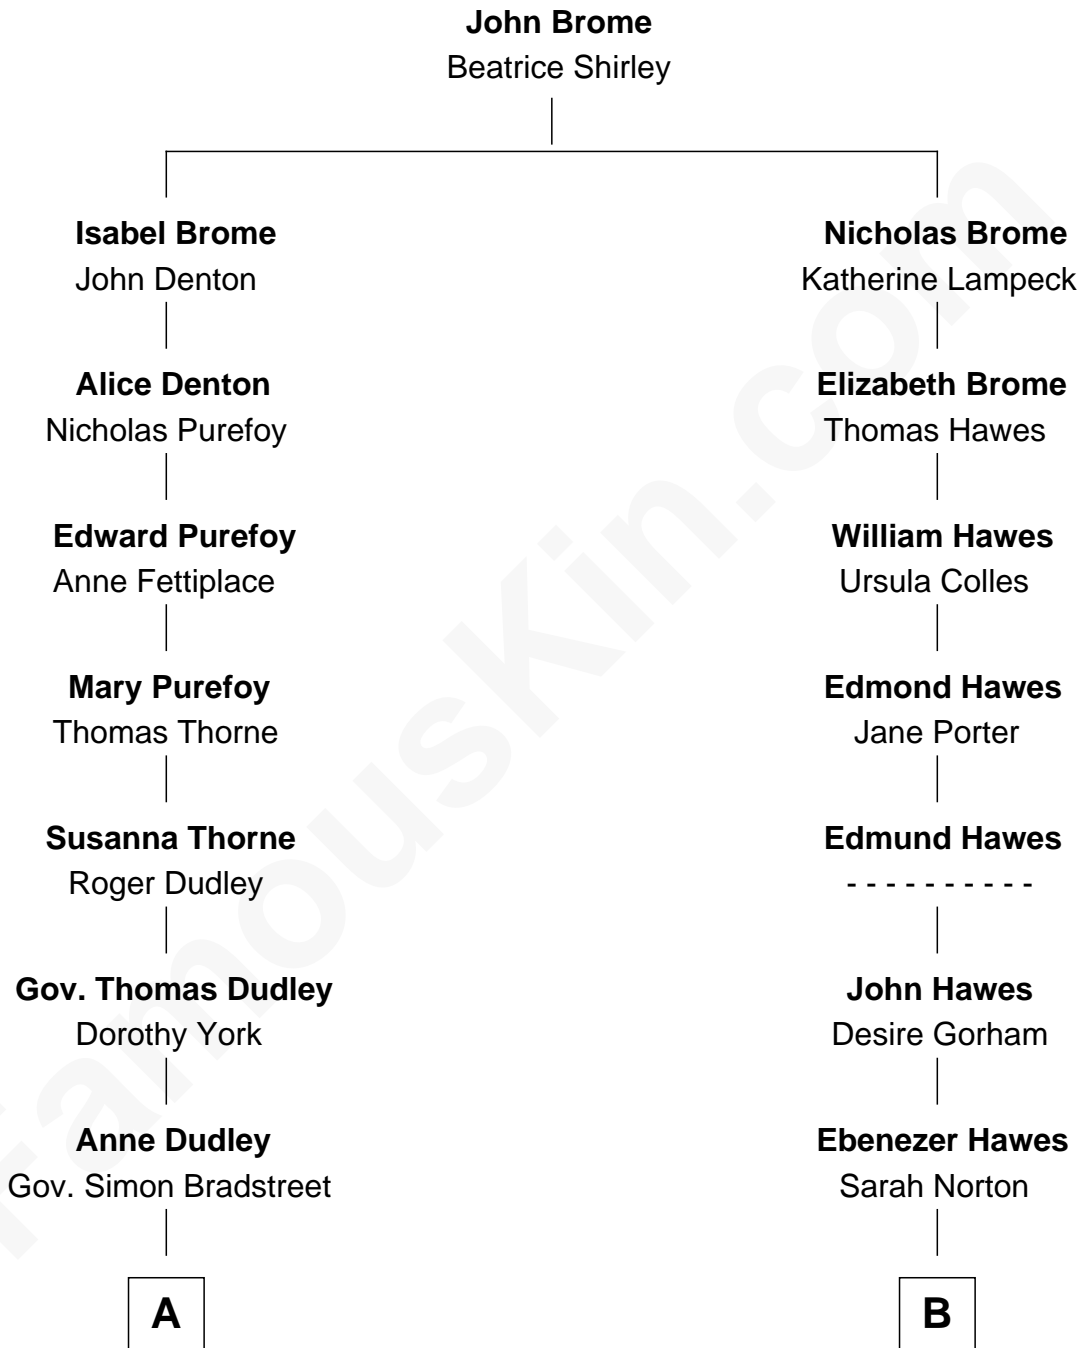 John Brome
Beatrice Shirley
Isabel Brome
John Denton
Nicholas Brome
Katherine Lampeck
Alice Denton
Nicholas Purefoy
Elizabeth Brome
Thomas Hawes
Edward Purefoy
Anne Fettiplace
William Hawes
Ursula Colles
Mary Purefoy
Thomas Thorne
Edmond Hawes
Jane Porter
Susanna Thorne
Roger Dudley
Edmund Hawes
- - - - - - - - - -
Gov. Thomas Dudley
Dorothy York
John Hawes
Desire Gorham
Anne Dudley
Gov. Simon Bradstreet
Ebenezer Hawes
Sarah Norton
A
B
FamousKin.com